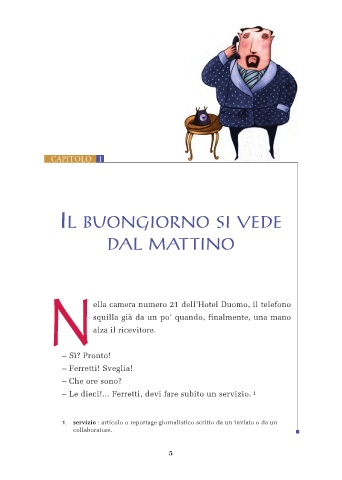 CAPITOLO 1
IL BUONGIORNO SI VEDE
DAL MATTINO
Nella camera numero 21 dell'Hotel Duomo, il telefono
squilla già da un po' quando, finalmente, una mano
alza il ricevitore.
– Sì? Pronto!
– Ferretti! Sveglia!
– Che ore sono?
– Le dieci!... Ferretti, devi fare subito un servizio. 1
1. servizio : articolo o reportage giornalistico scritto da un inviato o da un
collaboratore.
5